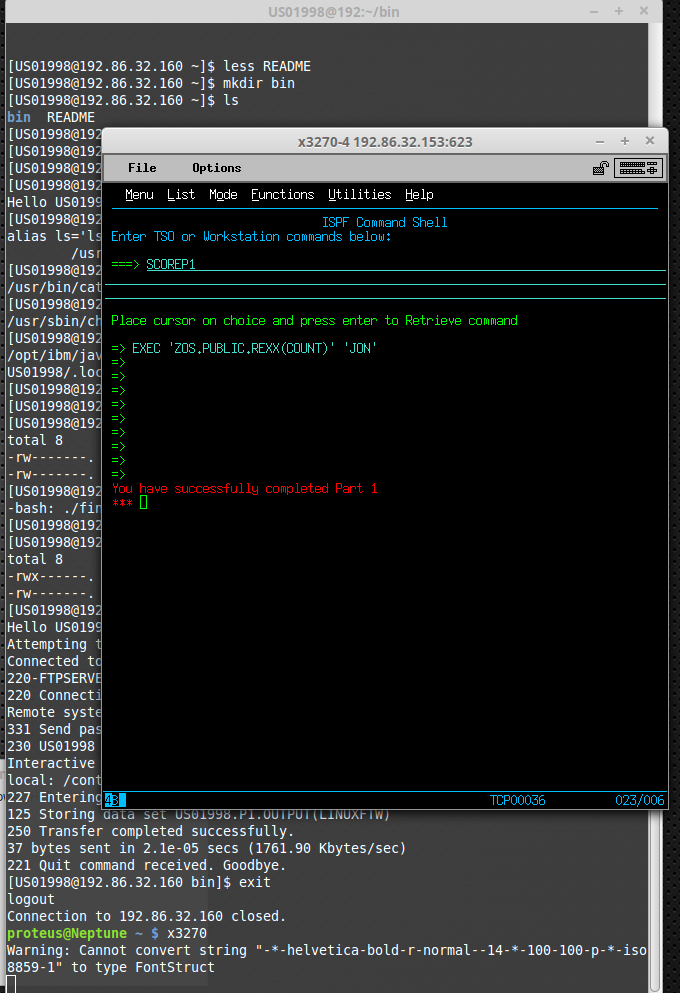 US01998@192:~/bin
[US01998@192.86.32.160 ~]$ less README
[US01998@192.86.32.160 ~]$ mkdir bin
[US01998@192.86.32.160 ~]$ ls
bin  README
[US01998@192
[US01998@192
[US01998@192
[US01998@192
Hello US0199
[US01998@192
alias ls='ls
/usr
[US01998@192
/usr/bin/cat
[US01998@192
/usr/sbin/ch
[US01998@192
/opt/ibm/jav
US01998/.loc
[US01998@192
[US01998@192
[US01998@192
total 8
-rw-------.
-rw-------.
[US01998@192
-bash: ./fin
[US01998@192
[US01998@192
total 8
-rwx------.
-rw-------.
[US01998@192
Hello US0199
Attempting t
Connected to
220-FTPSERVE
220 Connecti
Remote syste
331 Send pas
230 US01998
Interactive
local: /cont
227 Entering
125 Storing data set US01998.P1.OUTPUT(LINUXFTW)
250 Transfer completed successfully.
37 bytes sent in 2.1e-05 secs (1761.90 Kbytes/sec)
221 Quit command received. Goodbye.
[US01998@192.86.32.160 bin]$ exit
logout
Connection to 192.86.32.160 closed.
proteus@Neptune ~ $ x3270
Warning: Cannot convert string "-*-helvetica-bold-r-normal--14-*-100-100-p-*-iso
8859-1" to type FontStruct
x3270-4 192.86.32.153:623
File Options
Menu List Mode Functions Utilities Help
ISPF Command Shell
Enter TSO or Workstation commands below:
===> SCOREP1
Place cursor on choice and press enter to Retrieve command
=> EXEC 'ZOS.PUBLIC.REXX(COUNT)' 'JON'
=>
=>
=>
=>
=>
=>
=>
=>
=>
You have successfully completed Part 1
***
TCP00036 023/006